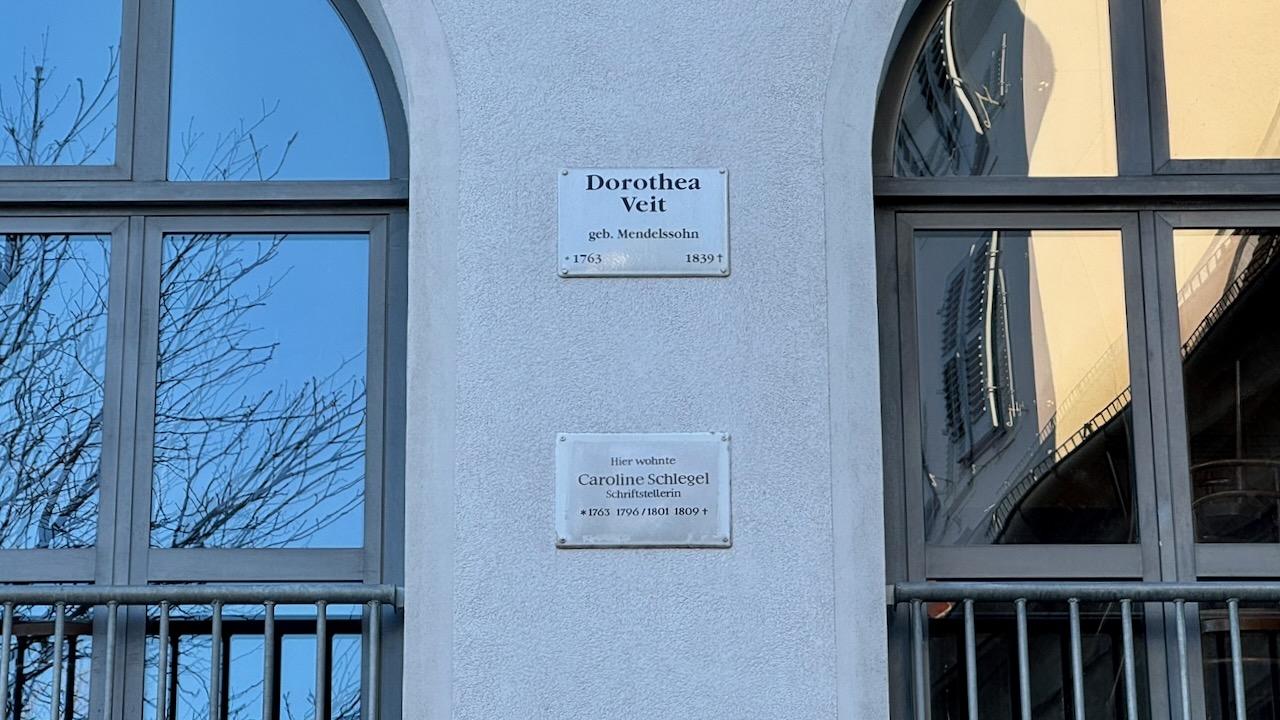 Dorothea
Veit
geb. Mendelssohn
* 1763 1839 †
Hier wohnte
Caroline Schlegel
Schriftstellerin
* 1763 1796 / 1801 1809 †